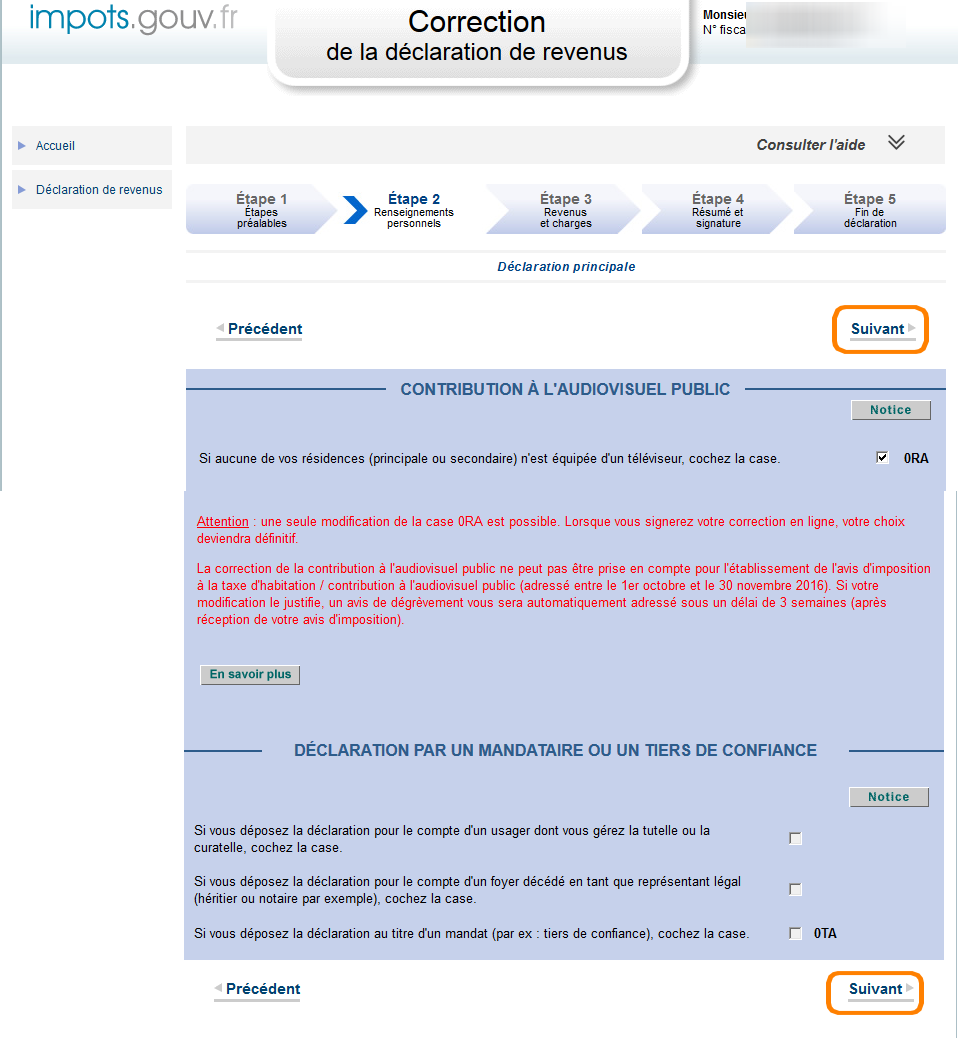 impots.gouv.fr
Correction
de la déclaration de revenus
Monsieu
N° fisca
Accueil
Déclaration de revenus
Consulter l'aide
Étape 1
Étapes
préalables
Étape 2
Renseignements
personnels
Étape 3
Revenus
et charges
Étape 4
Résumé et
signature
Étape 5
Fin de
déclaration
Déclaration principale
Précédent
Suivant
CONTRIBUTION À L'AUDIOVISUEL PUBLIC
Notice
Si aucune de vos résidences (principale ou secondaire) n'est équipée d'un téléviseur, cochez la case.
0RA
Attention : une seule modification de la case 0RA est possible. Lorsque vous signerez votre correction en ligne, votre choix
deviendra définitif.
La correction de la contribution à l'audiovisuel public ne peut pas être prise en compte pour l'établissement de l'avis d'imposition
à la taxe d'habitation / contribution à l'audiovisuel public (adressé entre le 1er octobre et le 30 novembre 2016). Si votre
modification le justifie, un avis de dégrèvement vous sera automatiquement adressé sous un délai de 3 semaines (après
réception de votre avis d'imposition).
En savoir plus
DÉCLARATION PAR UN MANDATAIRE OU UN TIERS DE CONFIANCE
Notice
Si vous déposez la déclaration pour le compte d'un usager dont vous gérez la tutelle ou la
curatelle, cochez la case.
Si vous déposez la déclaration pour le compte d'un foyer décédé en tant que représentant légal
(héritier ou notaire par exemple), cochez la case.
Si vous déposez la déclaration au titre d'un mandat (par ex : tiers de confiance), cochez la case.
0TA
Précédent
Suivant